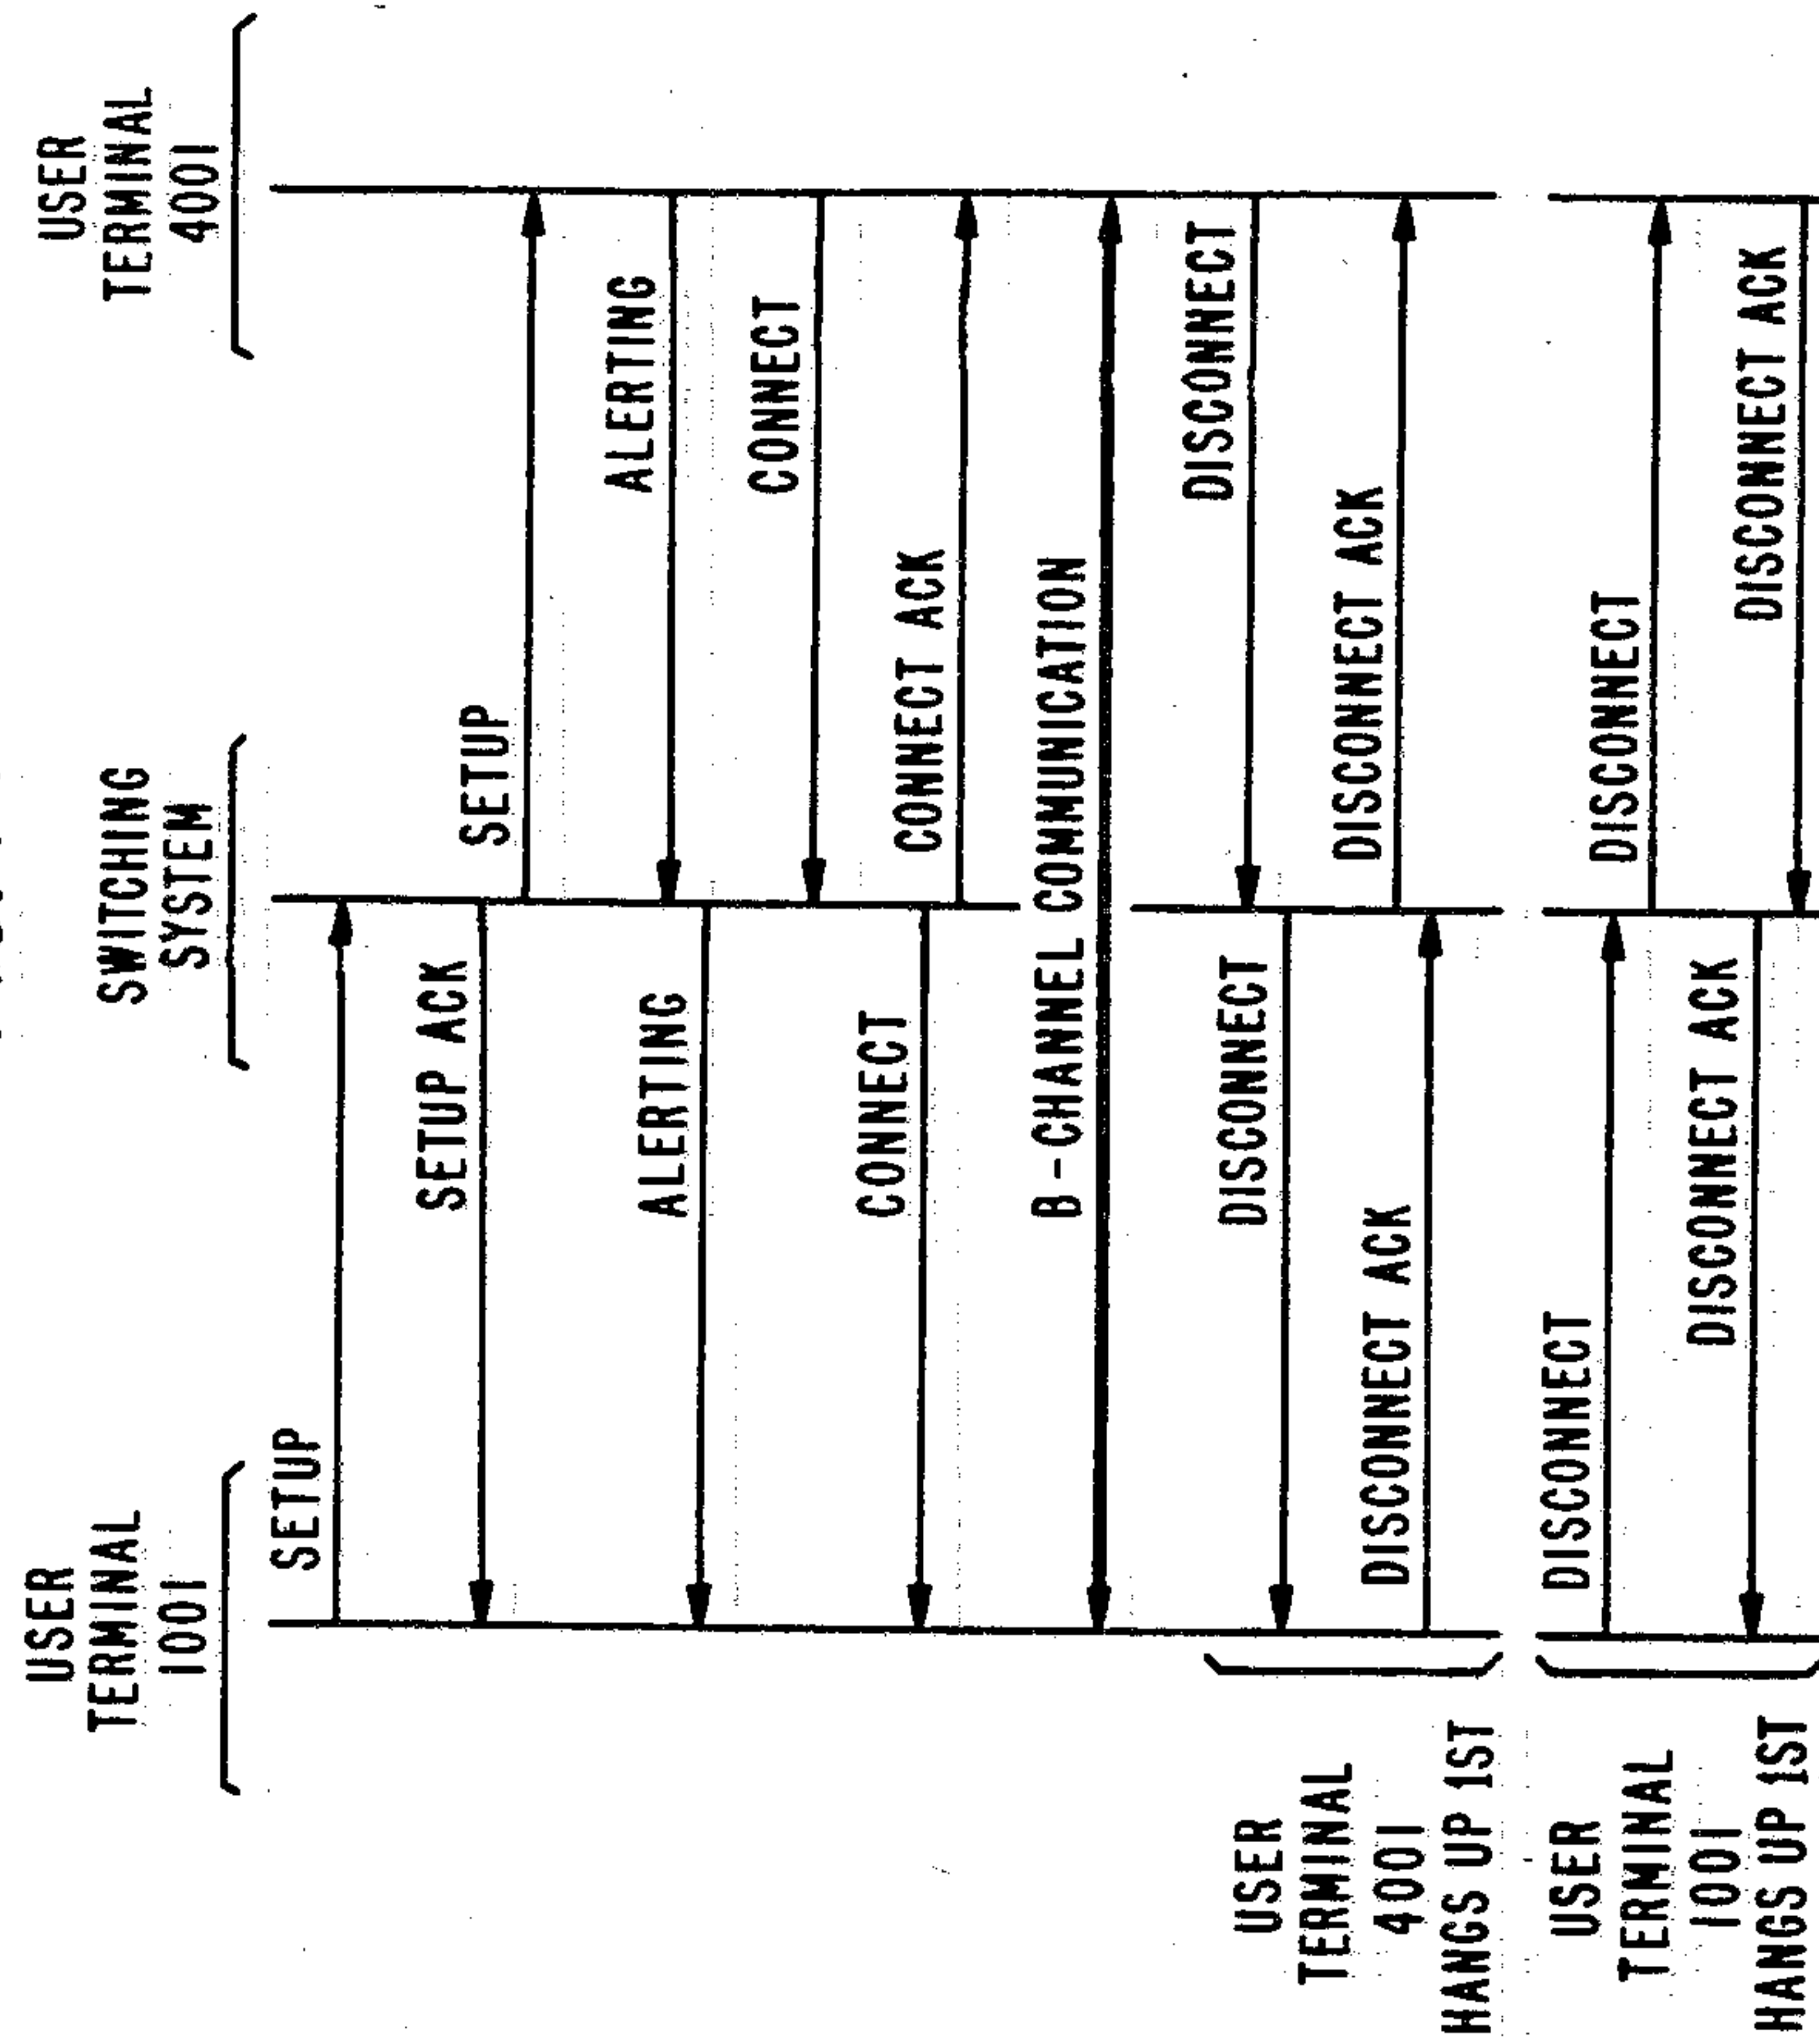 USER
TERMINAL
1001
SWITCHING
SYSTEM
USER
TERMINAL
4001
SETUP
SETUP ACK
SETUP
ALERTING
ALERTING
CONNECT
CONNECT
CONNECT ACK
B-CHANNEL COMMUNICATION
USER
TERMINAL
4001
HANGS UP 1ST
DISCONNECT
DISCONNECT
DISCONNECT ACK
DISCONNECT ACK
USER
TERMINAL
1001
HANGS UP 1ST
DISCONNECT
DISCONNECT
DISCONNECT ACK
DISCONNECT ACK